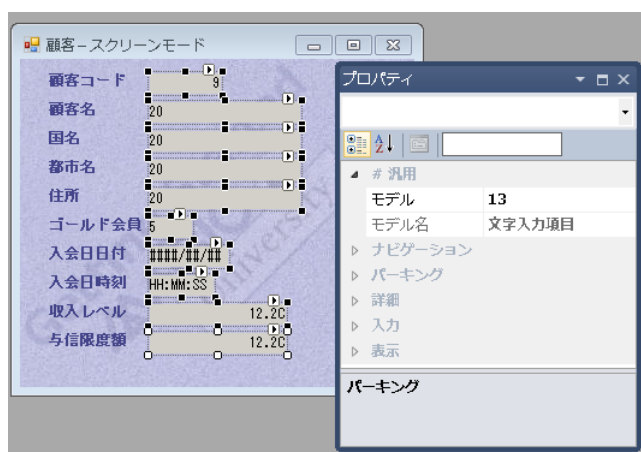 顧客-スクリーンモード
顧客コード 9
顧客名 20
国名 20
都市名 20
住所 20
ゴールド会員 5
入会日日付 ####/##/##
入会日時刻 HH:MM:SS
収入レベル 12.2C
与信限度額 12.2C
プロパティ
# 汎用
モデル 13
モデル名 文字入力項目
ナビゲーション
パーキング
詳細
入力
表示
パーキング